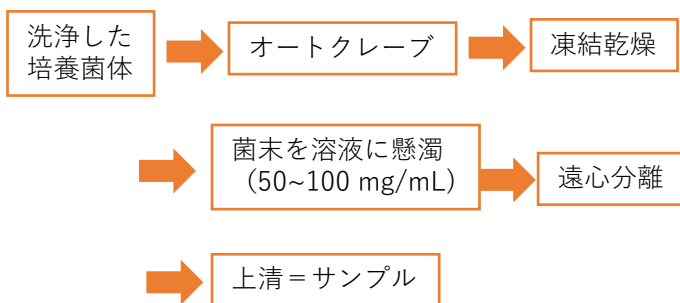 洗浄した
培養菌体
オートクレーブ
凍結乾燥
菌末を溶液に懸濁
（50~100 mg/mL)
遠心分離
上清＝サンプル